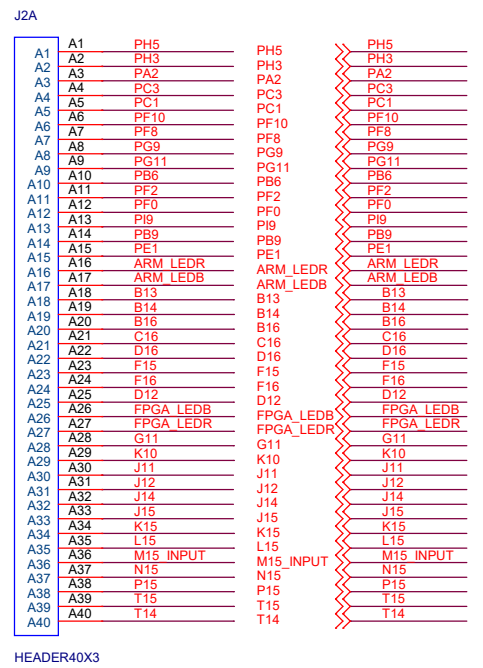 J2A
A1 A1 PH5 PH5 PH5
A2 A2 PH3 PH3 PH3
A3 A3 PA2 PA2 PA2
A4 A4 PC3 PC3 PC3
A5 A5 PC1 PC1 PC1
A6 A6 PF10 PF10 PF10
A7 A7 PF8 PF8 PF8
A8 A8 PG9 PG9 PG9
A9 A9 PG11 PG11 PG11
A10 A10 PB6 PB6 PB6
A11 A11 PF2 PF2 PF2
A12 A12 PF0 PF0 PF0
A13 A13 PI9 PI9 PI9
A14 A14 PB9 PB9 PB9
A15 A15 PE1 PE1 PE1
A16 A16 ARM_LEDR ARM_LEDR ARM_LEDR
A17 A17 ARM_LEDB ARM_LEDB ARM_LEDB
A18 A18 B13 B13 B13
A19 A19 B14 B14 B14
A20 A20 B16 B16 B16
A21 A21 C16 C16 C16
A22 A22 D16 D16 D16
A23 A23 F15 F15 F15
A24 A24 F16 F16 F16
A25 A25 D12 D12 D12
A26 A26 FPGA_LEDB FPGA_LEDB FPGA_LEDB
A27 A27 FPGA_LEDR FPGA_LEDR FPGA_LEDR
A28 A28 G11 G11 G11
A29 A29 K10 K10 K10
A30 A30 J11 J11 J11
A31 A31 J12 J12 J12
A32 A32 J14 J14 J14
A33 A33 J15 J15 J15
A34 A34 K15 K15 K15
A35 A35 L15 L15 L15
A36 A36 M15_INPUT M15_INPUT M15_INPUT
A37 A37 N15 N15 N15
A38 A38 P15 P15 P15
A39 A39 T15 T15 T15
A40 A40 T14 T14 T14
HEADER40X3